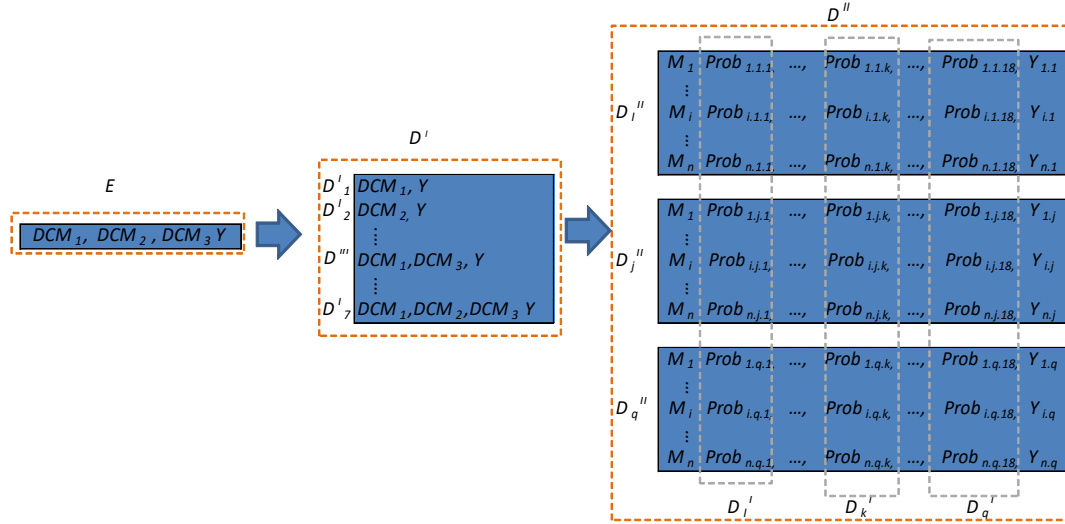 E
DCM 1, DCM 2 , DCM 3 Y
D I
D I 1 DCM 1, Y
D I 2 DCM 2, Y
⋮
D III DCM 1,DCM 3, Y
⋮
D I 7 DCM 1,DCM 2,DCM 3 Y
D II
D I II
M 1 Prob 1.1.1, ..., Prob 1.1.k, ..., Prob 1.1.18, Y 1.1
⋮
M i Prob i.1.1, ..., Prob i.1.k, ..., Prob i.1.18, Y i.1
⋮
M n Prob n.1.1, ..., Prob n.1.k, ..., Prob n.1.18, Y n.1
D j II
M 1 Prob 1.j.1, ..., Prob 1.j.k, ..., Prob 1.j.18, Y 1.j
⋮
M i Prob i.j.1, ..., Prob i.j.k, ..., Prob i.j.18, Y i.j
M n Prob n.j.1, ..., Prob n.j.k, ..., Prob n.j.18, Y n.j
D q II
M 1 Prob 1.q.1, ..., Prob 1.q.k, ..., Prob 1.q.18, Y 1.q
⋮
M i Prob i.q.1, ..., Prob i.q.k, ..., Prob i.q.18, Y i.q
⋮
M n Prob n.q.1, ..., Prob n.q.k, ..., Prob n.q.18, Y n.q
D I I D k I D q I